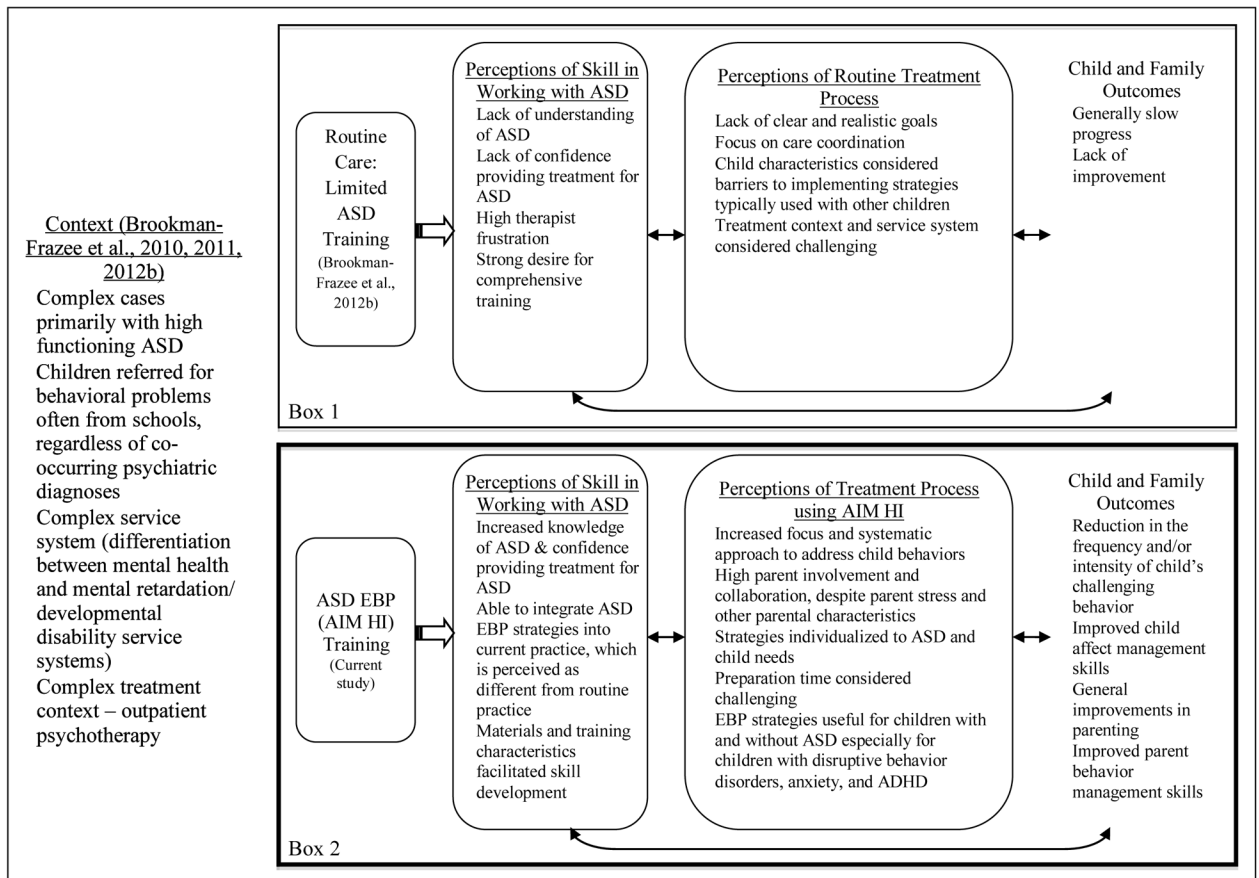 Context (Brookman-
Frazee et al., 2010, 2011,
2012b)
Complex cases
primarily with high
functioning ASD
Children referred for
behavioral problems
often from schools,
regardless of co-
occurring psychiatric
diagnoses
Complex service
system (differentiation
between mental health
and mental retardation/
developmental
disability service
systems)
Complex treatment
context – outpatient
psychotherapy
Routine
Care:
Limited
ASD
Training
(Brookman-
Frazee et al.,
2012b)
Perceptions of Skill in
Working with ASD
Lack of understanding
of ASD
Lack of confidence
providing treatment for
ASD
High therapist
frustration
Strong desire for
comprehensive
training
Perceptions of Routine Treatment
Process
Lack of clear and realistic goals
Focus on care coordination
Child characteristics considered
barriers to implementing strategies
typically used with other children
Treatment context and service system
considered challenging
Child and Family
Outcomes
Generally slow
progress
Lack of
improvement
Box 1
ASD EBP
(AIM HI)
Training
(Current
study)
Perceptions of Skill in
Working with ASD
Increased knowledge
of ASD & confidence
providing treatment for
ASD
Able to integrate ASD
EBP strategies into
current practice, which
is perceived as
different from routine
practice
Materials and training
characteristics
facilitated skill
development
Perceptions of Treatment Process
using AIM HI
Increased focus and systematic
approach to address child behaviors
High parent involvement and
collaboration, despite parent stress and
other parental characteristics
Strategies individualized to ASD and
child needs
Preparation time considered
challenging
EBP strategies useful for children with
and without ASD especially for
children with disruptive behavior
disorders, anxiety, and ADHD
Child and Family
Outcomes
Reduction in the
frequency and/or
intensity of child’s
challenging
behavior
Improved child
affect management
skills
General
improvements in
parenting
Improved parent
behavior
management skills
Box 2